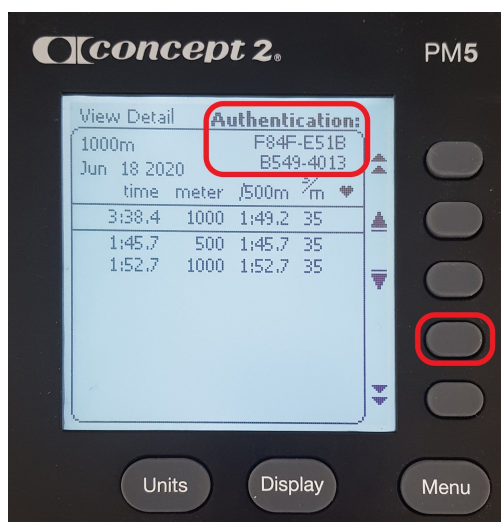 concept 2®
PM5
View Detail Authentication:
1000m F84F-E51B
Jun 18 2020 B549-4013
time meter /500m s/m ♥
3:38.4 1000 1:49.2 35
1:45.7 500 1:45.7 35
1:52.7 1000 1:52.7 35
Units Display Menu